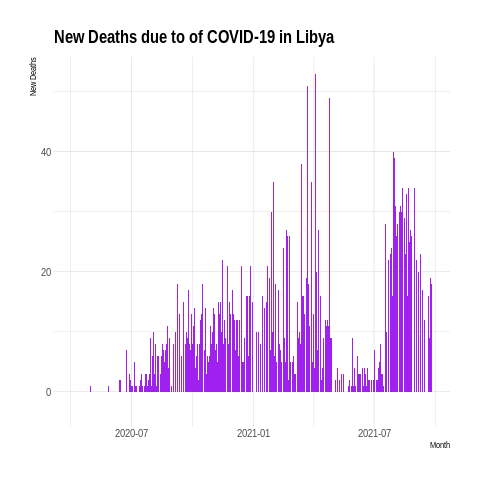 New Deaths due to of COVID-19 in Libya
New Deaths
40
20
0
2020-07
2021-01
2021-07
Month